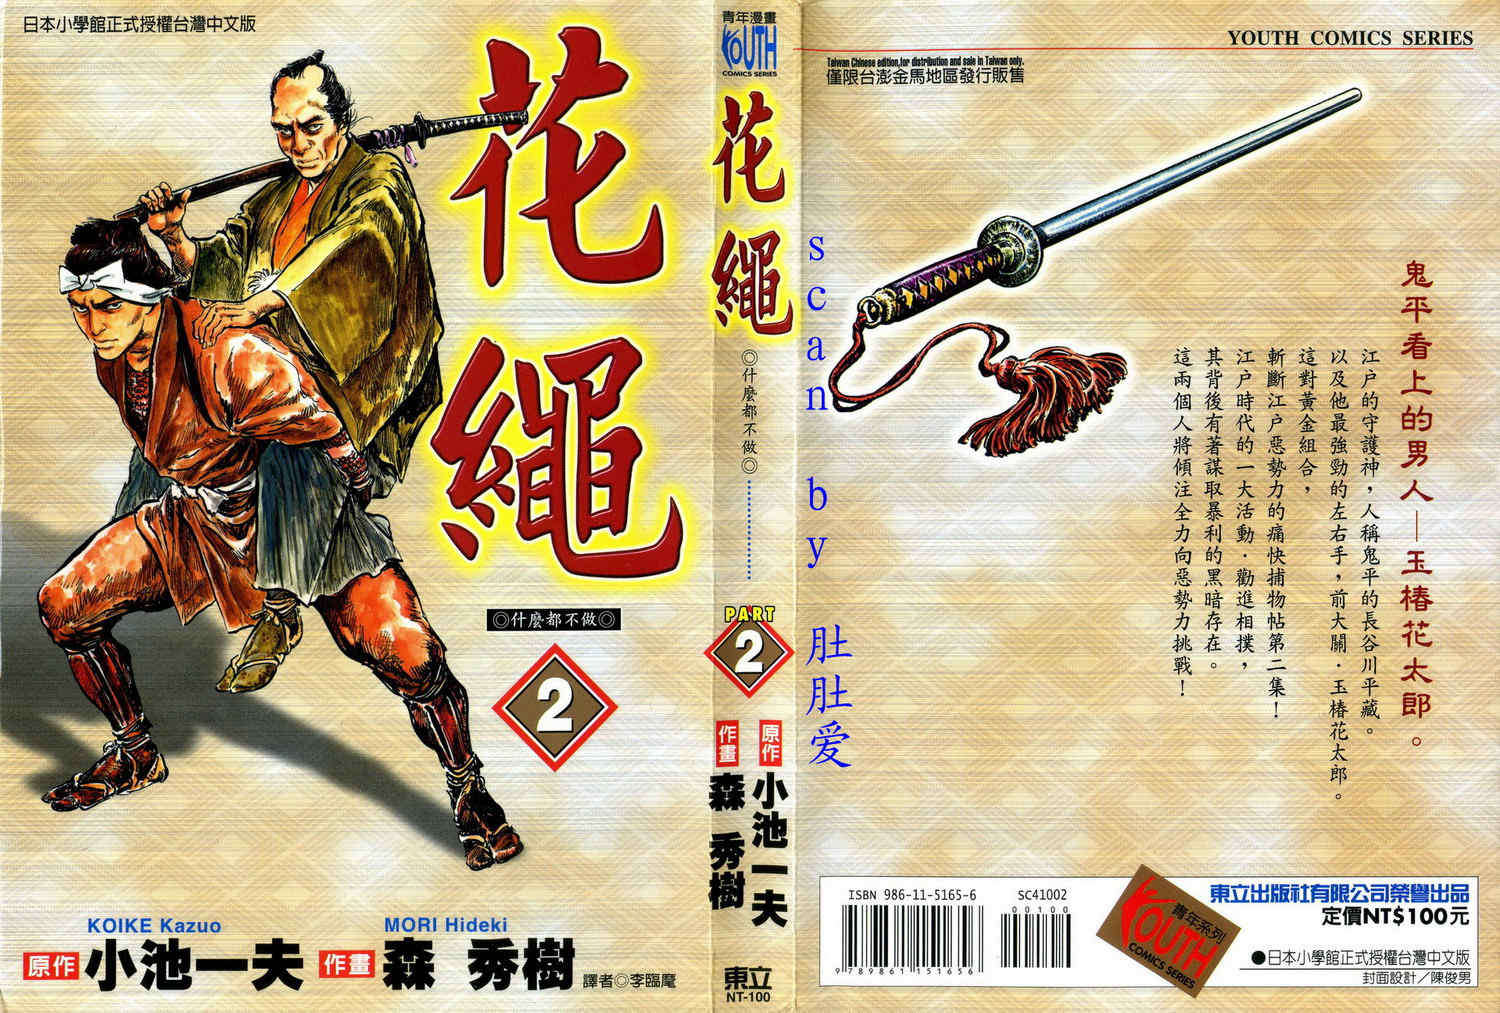 日本小學館正式授權台灣中文版
花
繩
◎什麼都不做◎
2
KOIKE Kazuo
原作 小池一夫
MORI Hideki
作畫 森 秀樹
譯者◎李臨麾
青年漫畫
YOUTH
COMICS SERIES
花
繩
◎什麼都不做◎
PART
2
原作 小池一夫
作畫 森 秀樹
東立
NT-100
YOUTH COMICS SERIES
Taiwan Chinese edition,for distribution and sale in Taiwan only.
僅限台澎金馬地區發行販售
scan by 肚肚爱
鬼平看上的男人—玉椿花太郎。
江戶的守護神，人稱鬼平的長谷川平藏。
以及他最強勁的左右手，前大關·玉椿花太郎。
這對黃金組合，
斬斷江戶惡勢力的痛快捕物帖第二集！
江戶時代的一大活動·勸進相撲，
其背後有著謀取暴利的黑暗存在。
這兩個人將傾注全力向惡勢力挑戰！
ISBN 986-11-5165-6
SC41002
00100
9789861151656
青年系列
YOUTH
COMICS SERIES
東立出版社有限公司榮譽出品
定價NT$100元
●日本小學館正式授權台灣中文版
封面設計／陳俊男